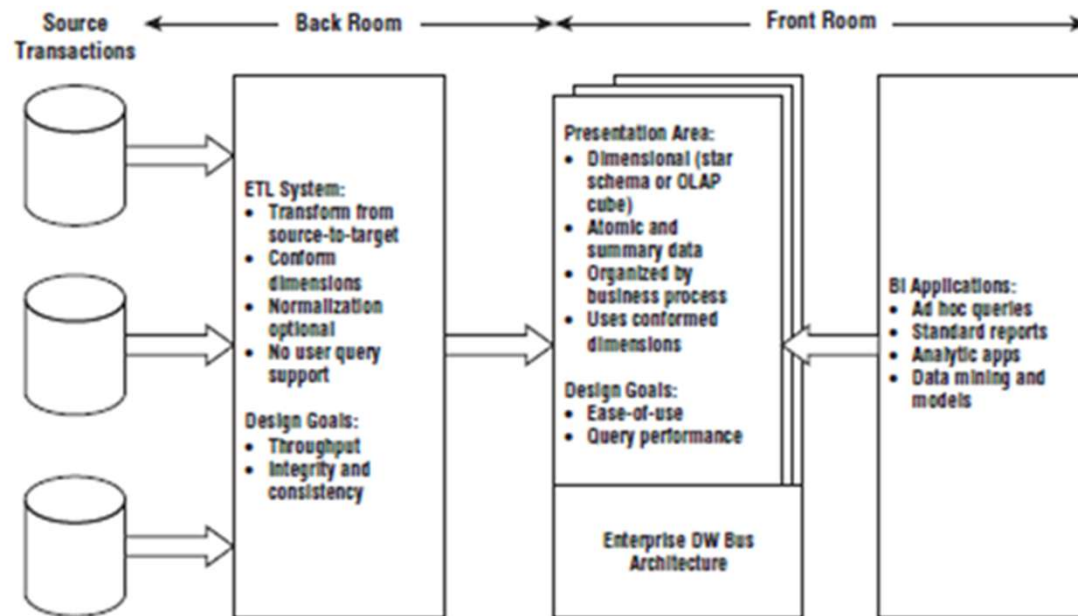 Source
Transactions
Back Room
Front Room
ETL System:
• Transform from
source-to-target
• Conform
dimensions
• Normalization
optional
• No user query
support
Design Goals:
• Throughput
• Integrity and
consistency
Presentation Area:
• Dimensional (star
schema or OLAP
cube)
• Atomic and
summary data
• Organized by
business process
• Uses conformed
dimensions
Design Goals:
• Ease-of-use
• Query performance
Enterprise DW Bus
Architecture
BI Applications:
• Ad hoc queries
• Standard reports
• Analytic apps
• Data mining and
models